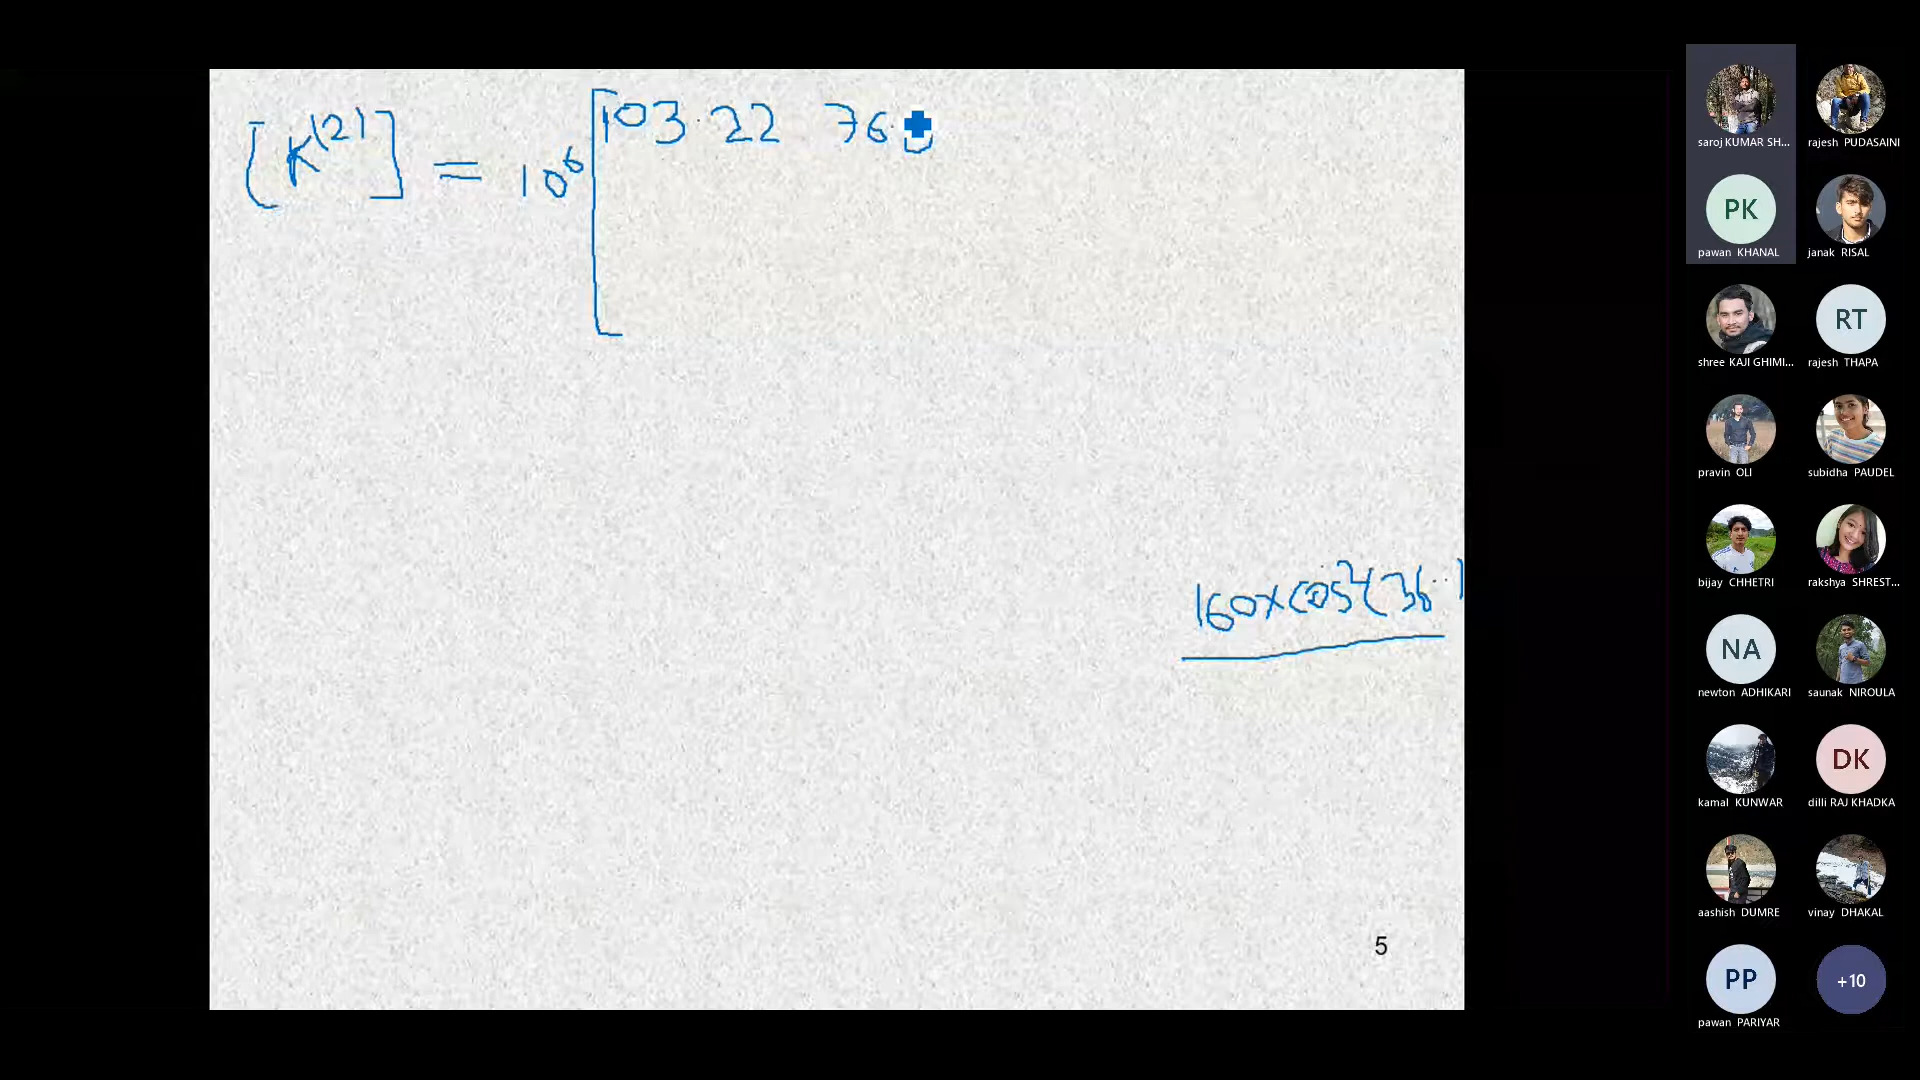 [K^(2)] = 10^6 [103.22 76.
160xcos²(36..)
5
saroj KUMAR SH...
rajesh PUDASAINI
PK
pawan KHANAL
janak RISAL
shree KAJI GHIMI...
RT
rajesh THAPA
pravin OLI
subidha PAUDEL
bijay CHHETRI
rakshya SHREST...
NA
newton ADHIKARI
saunak NIROULA
kamal KUNWAR
DK
dilli RAJ KHADKA
aashish DUMRE
vinay DHAKAL
PP
pawan PARIYAR
+10